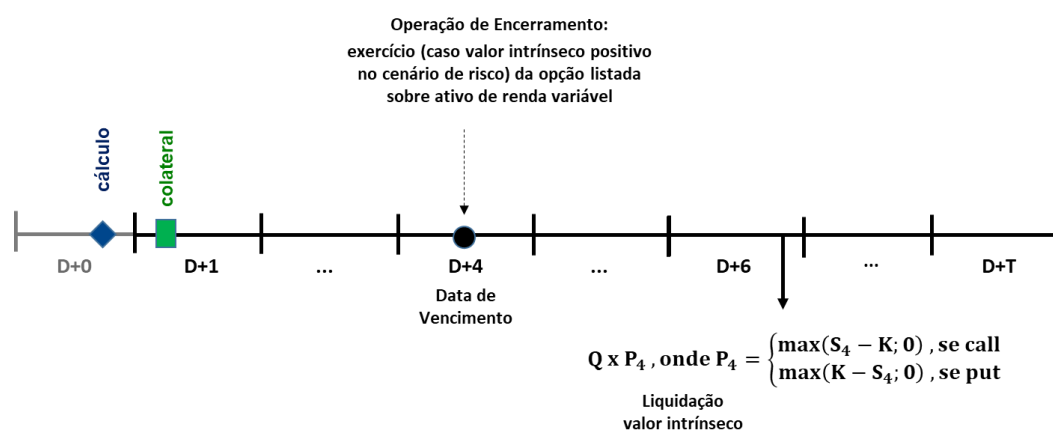 Operação de Encerramento:
exercício (caso valor intrínseco positivo
no cenário de risco) da opção listada
sobre ativo de renda variável
cálculo
colateral
D+0
D+1
...
D+4
...
D+6
...
D+T
Data de
Vencimento
Q x P₄ , onde P₄ = {max(S₄ − K; 0) , se call
max(K − S₄; 0) , se put
Liquidação
valor intrínseco